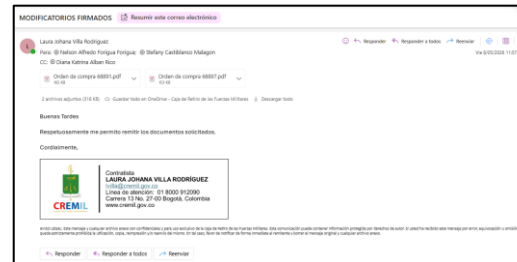 MODIFICATORIOS FIRMADOS Resumir este correo electrónico
Laura Johana Villa Rodriguez
Para: Nelson Alfredo Forigua Forigua; Stefany Castiblanco Malagon
CC: Diana Katrina Alban Rico
Responder Responder a todos Reenviar
Orden de compra 68891.pdf
Orden de compra 68897.pdf
2 archivos adjuntos (316 KB) Guardar todo en OneDrive - Caja de Retiro de las Fuerzas Militares Descargar todo
Buenas Tardes
Respetuosamente me permito remitir los documentos solicitados.
Cordialmente,
CREMIL
Contratista
LAURA JOHANA VILLA RODRÍGUEZ
lvilla@cremil.gov.co
Línea de atención: 01 8000 912090
Carrera 13 No. 27-00 Bogotá, Colombia
www.cremil.gov.co
Responder Responder a todos Reenviar